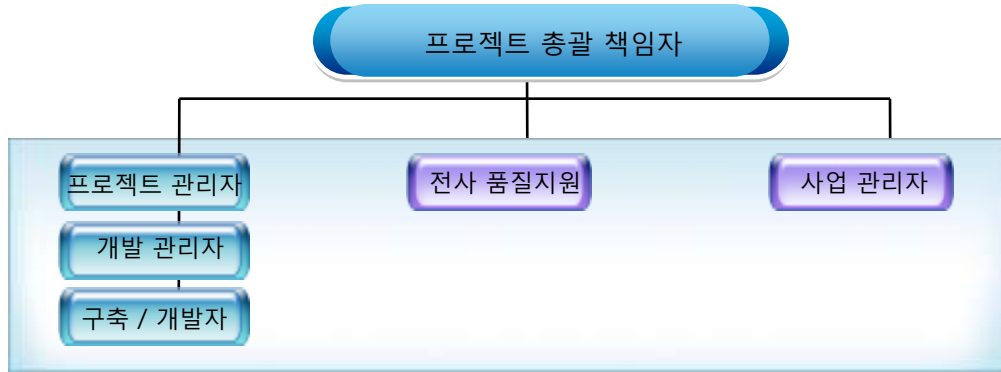 프로젝트 총괄 책임자
프로젝트 관리자
전사 품질지원
사업 관리자
개발 관리자
구축 / 개발자